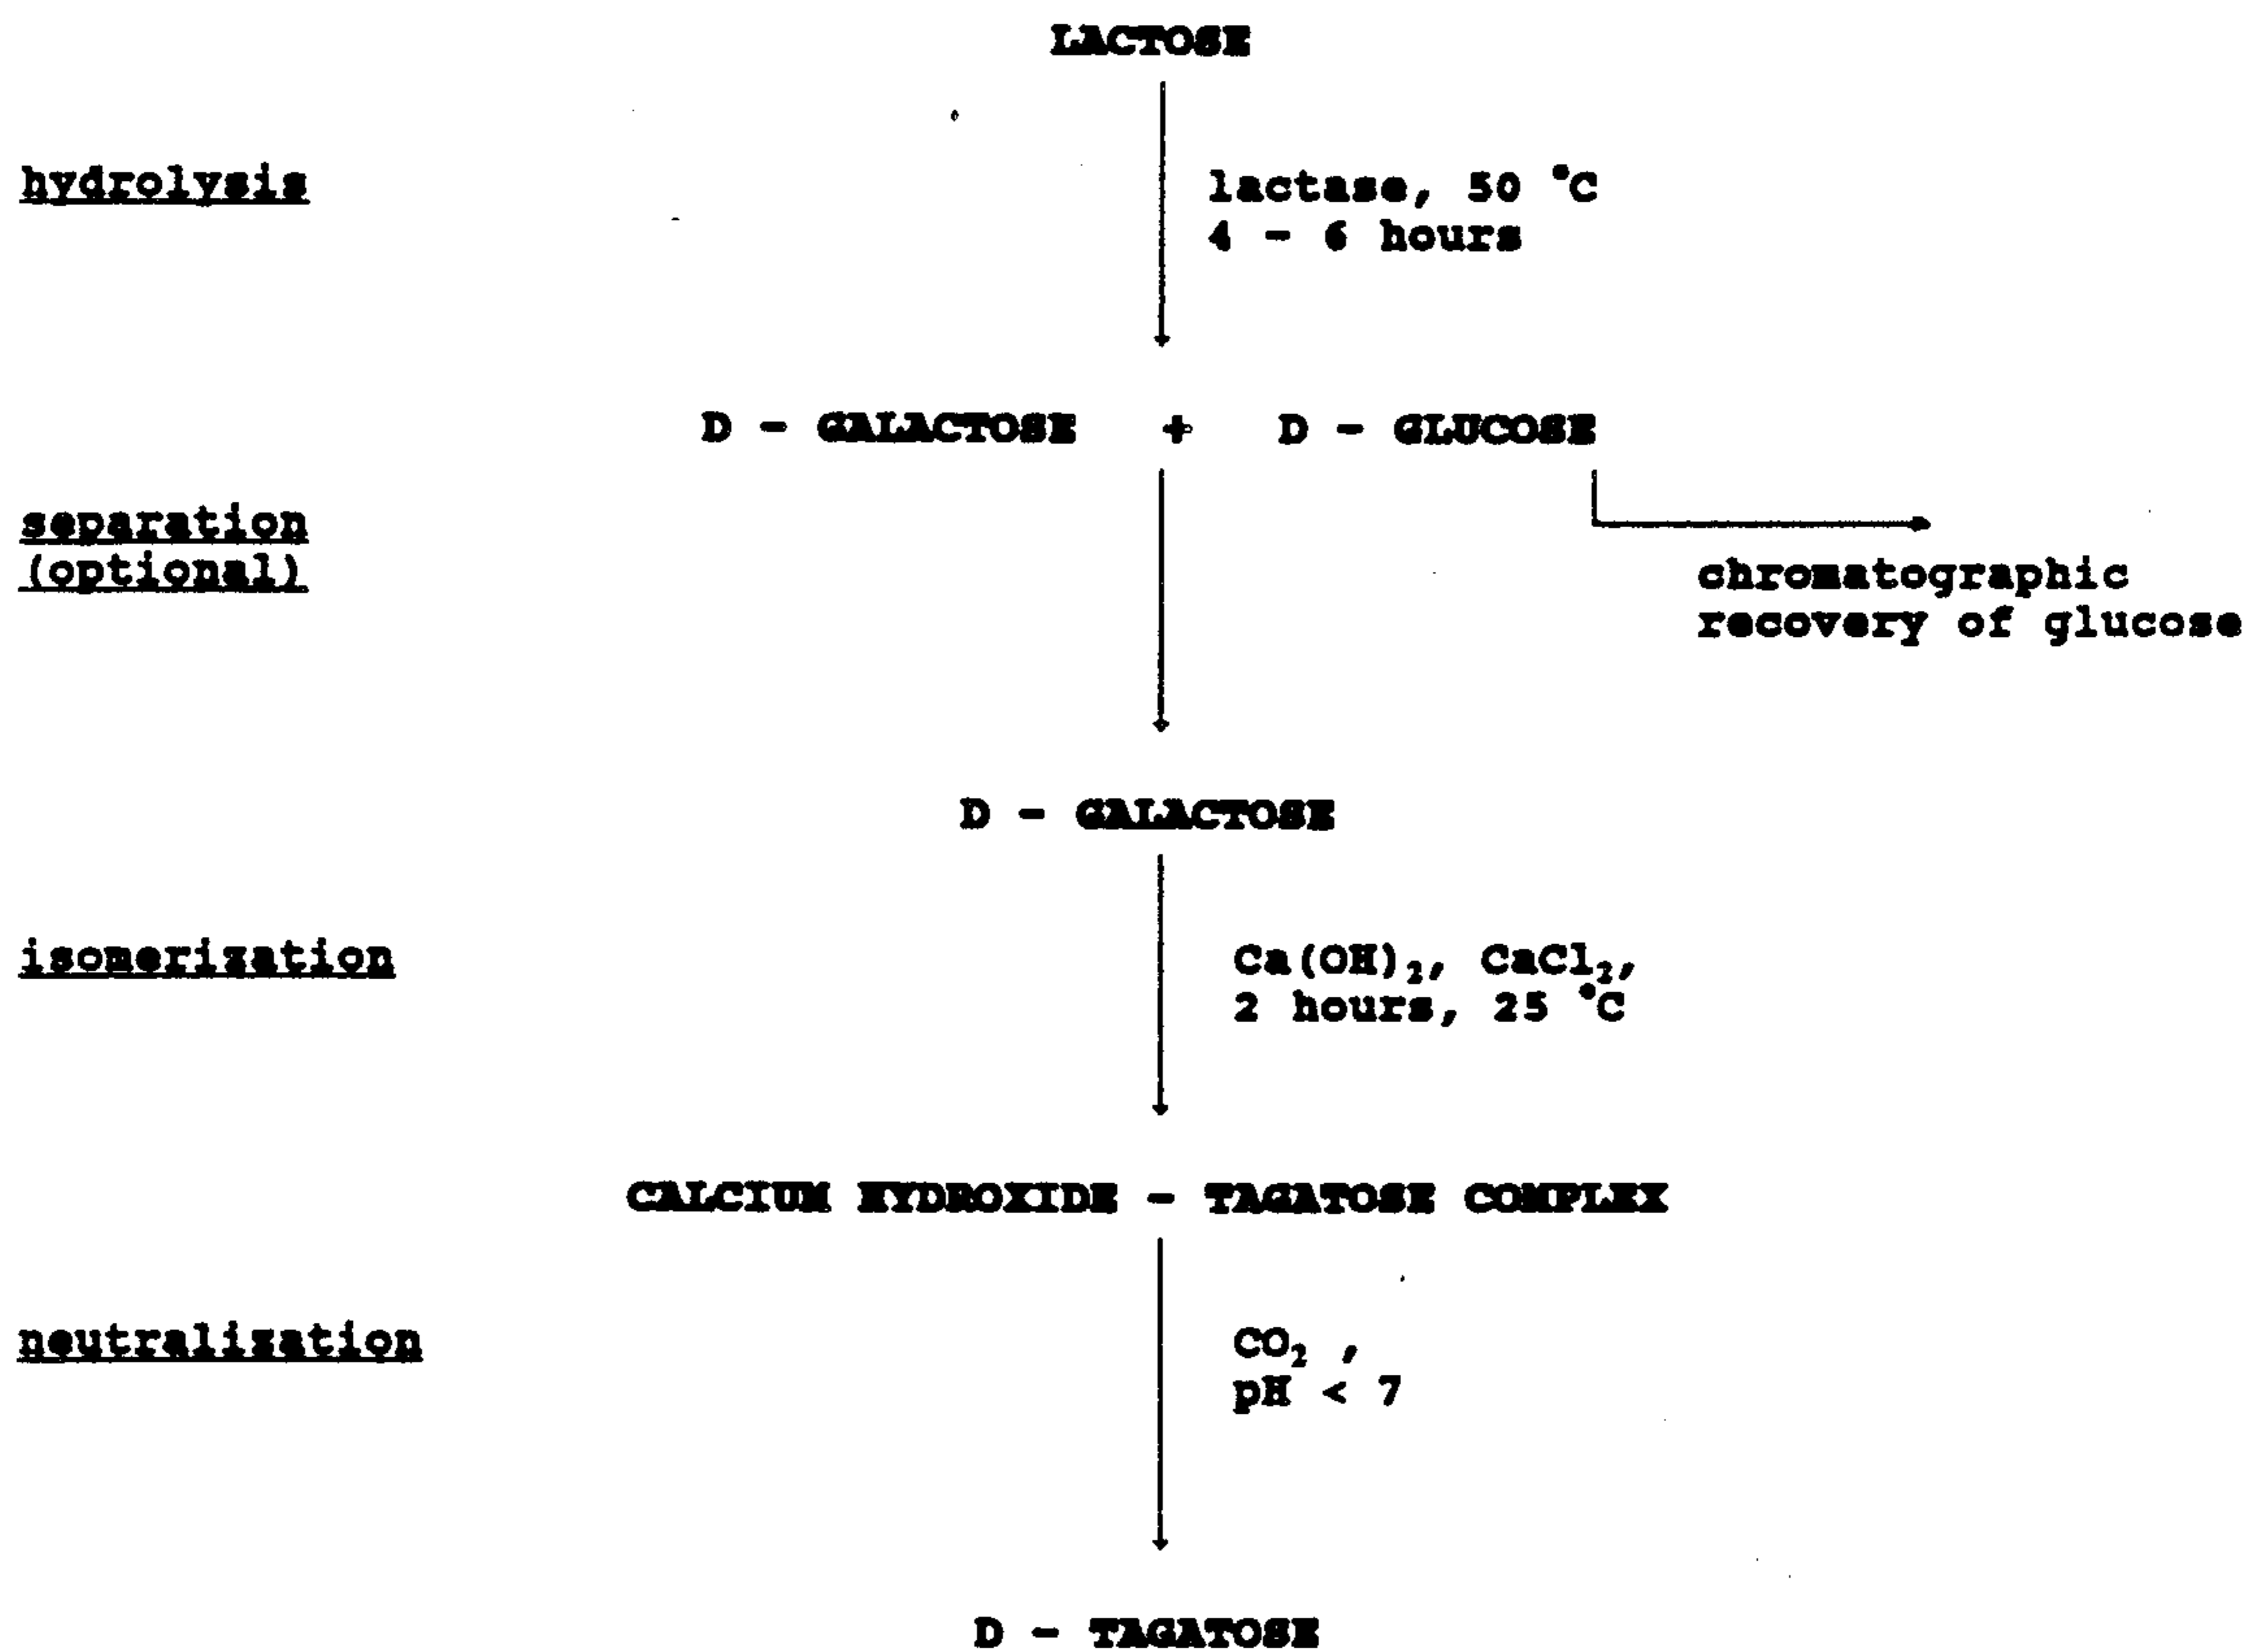 LACTOSE
hydrolysis
lactase, 50 °C
4 - 6 hours
D - GALACTOSE + D - GLUCOSE
separation
(optional)
chromatographic
recovery of glucose
D - GALACTOSE
isomerization
Ca(OH)₂, CaCl₂,
2 hours, 25 °C
CALCIUM HYDROXIDE - TAGATOSE COMPLEX
neutralization
CO₂ ,
pH < 7
D - TAGATOSE